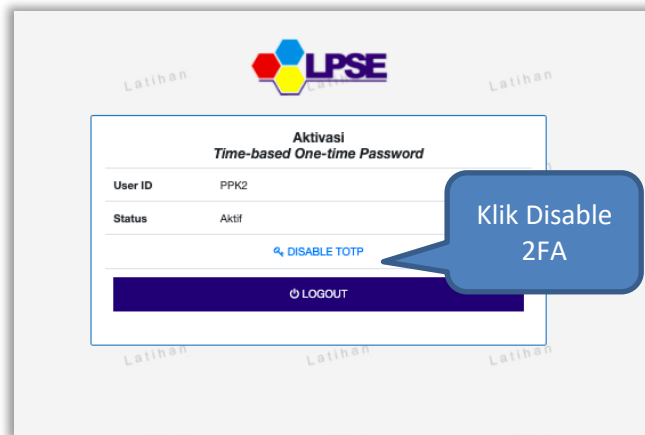 LPSE
Latihan
Latihan
Latihan
Aktivasi
Time-based One-time Password
User ID PPK2
Status Aktif
Klik Disable
2FA
DISABLE TOTP
LOGOUT
Latihan
Latihan
Latihan